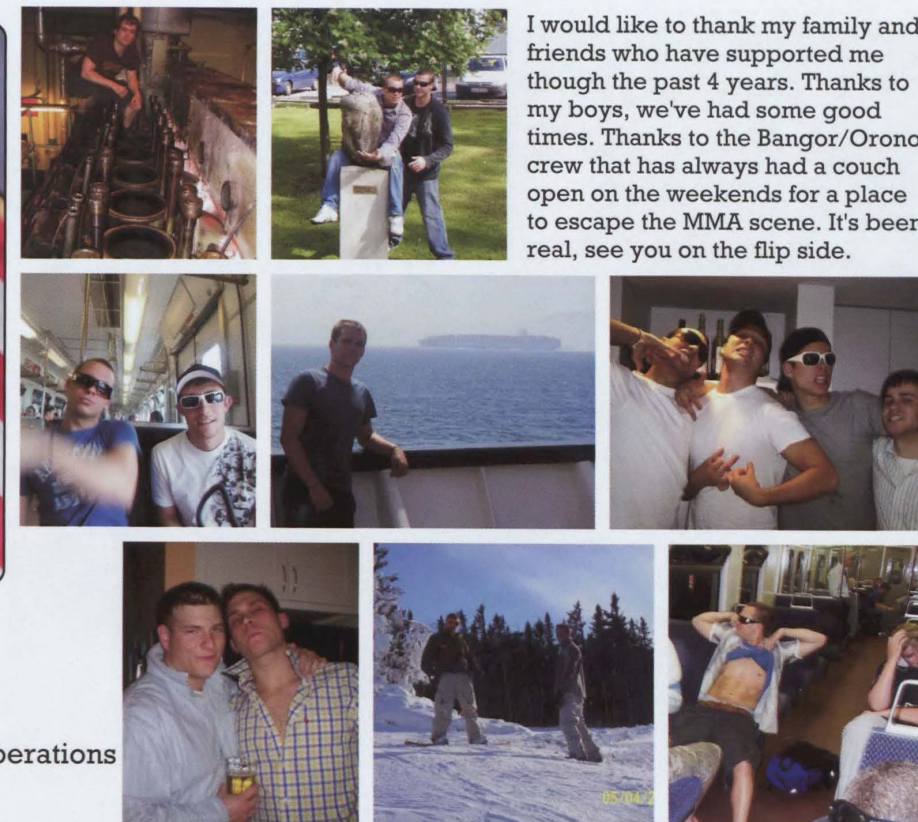 I would like to thank my family and
friends who have supported me
though the past 4 years. Thanks to
my boys, we've had some good
times. Thanks to the Bangor/Orono
crew that has always had a couch
open on the weekends for a place
to escape the MMA scene. It's been
real, see you on the flip side.
perations
05/04/2